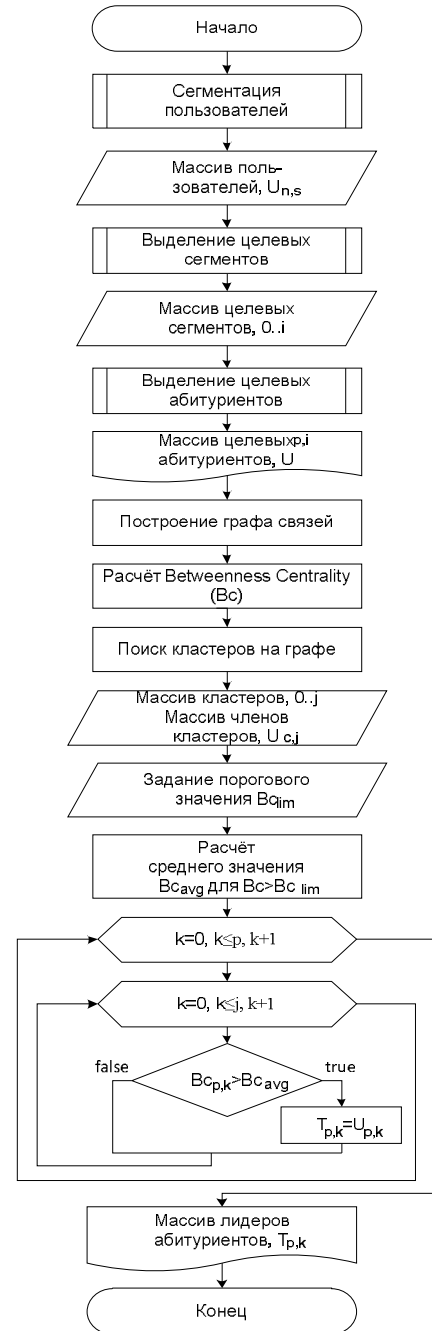 Начало
Сегментация
пользователей
Массив поль-
зователей, Un,s
Выделение целевых
сегментов
Массив целевых
сегментов, 0..i
Выделение целевых
абитуриентов
Массив целевыхp,i
абитуриентов, U
Построение графа связей
Расчёт Betweenness Centrality
(Bc)
Поиск кластеров на графе
Массив кластеров, 0..j
Массив членов
кластеров, U c,j
Задание порогового
значения Bclim
Расчёт
среднего значения
Bcavg для Bc>Bc lim
k=0, k≤p, k+1
k=0, k≤j, k+1
false
true
Bcp,k>Bcavg
Tp,k=Up,k
Массив лидеров
абитуриентов, Tp,k
Конец